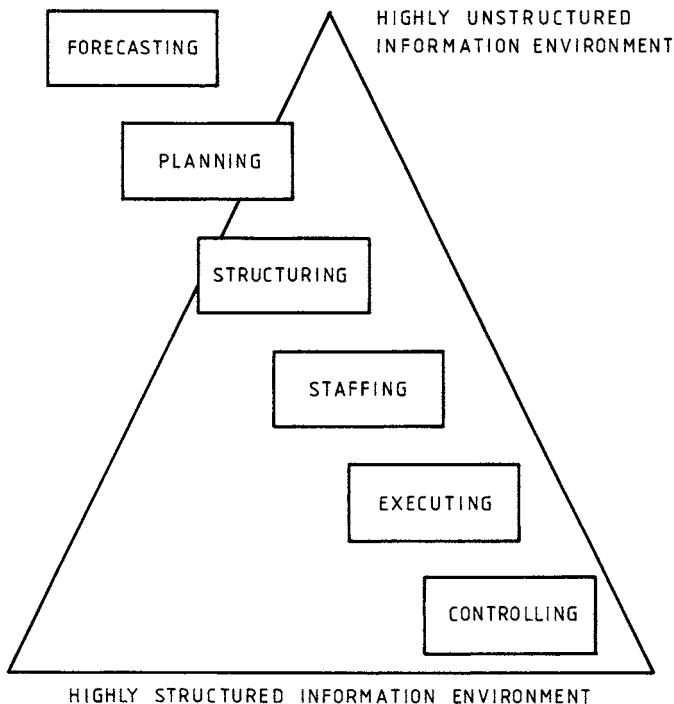 HIGHLY UNSTRUCTURED
INFORMATION ENVIRONMENT
FORECASTING
PLANNING
STRUCTURING
STAFFING
EXECUTING
CONTROLLING
HIGHLY STRUCTURED INFORMATION ENVIRONMENT